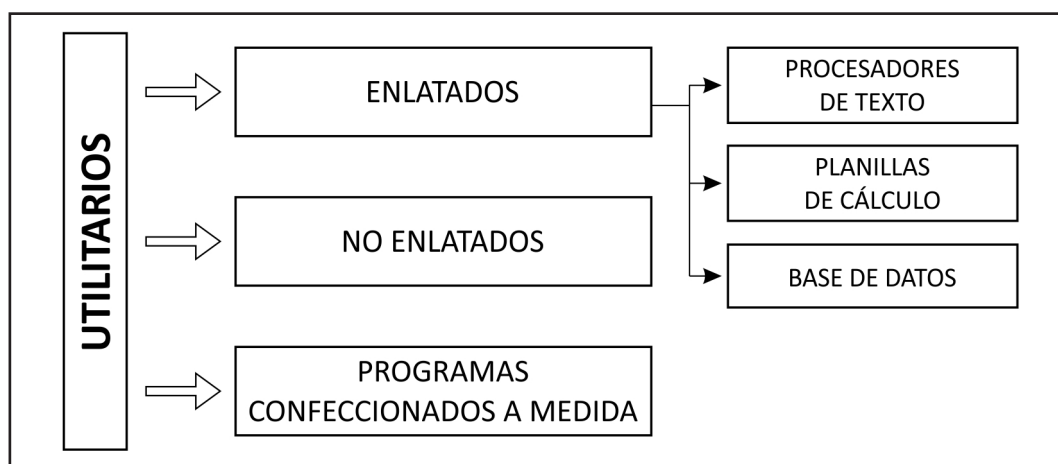 UTILITARIOS
ENLATADOS
PROCESADORES
DE TEXTO
PLANILLAS
DE CÁLCULO
BASE DE DATOS
NO ENLATADOS
PROGRAMAS
CONFECCIONADOS A MEDIDA